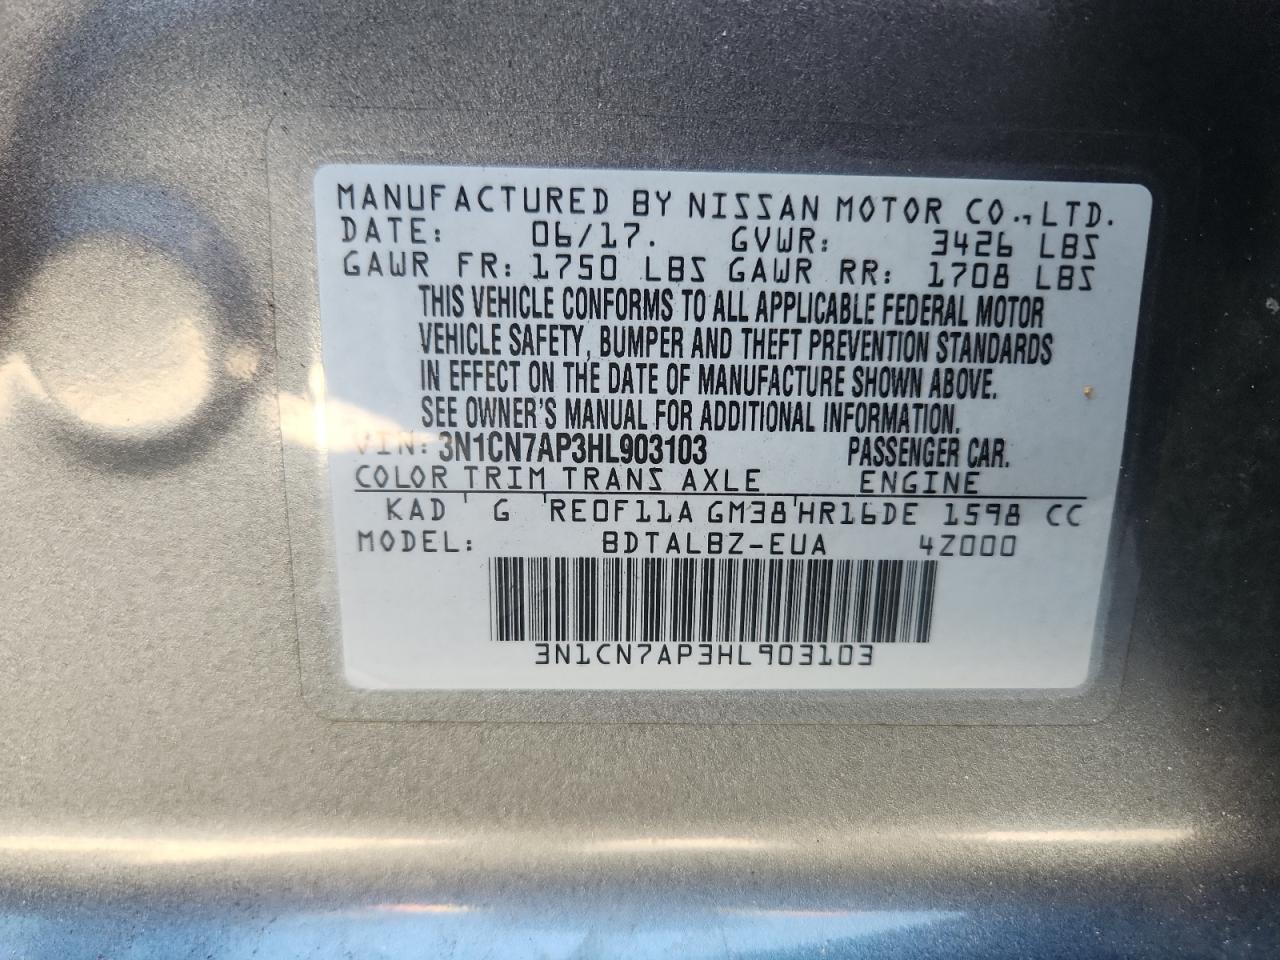 MANUFACTURED BY NISSAN MOTOR CO., LTD.
DATE: 06/17. GVWR: 3426 LBS
GAWR FR: 1750 LBS GAWR RR: 1708 LBS
THIS VEHICLE CONFORMS TO ALL APPLICABLE FEDERAL MOTOR
VEHICLE SAFETY, BUMPER AND THEFT PREVENTION STANDARDS
IN EFFECT ON THE DATE OF MANUFACTURE SHOWN ABOVE.
SEE OWNER'S MANUAL FOR ADDITIONAL INFORMATION.
VIN: 3N1CN7AP3HL903103 PASSENGER CAR.
COLOR TRIM TRANS AXLE ENGINE
KAD G RE0F11A GM38 HR16DE 1598 CC
MODEL: BDTALBZ-EUA 4Z000
3N1CN7AP3HL903103